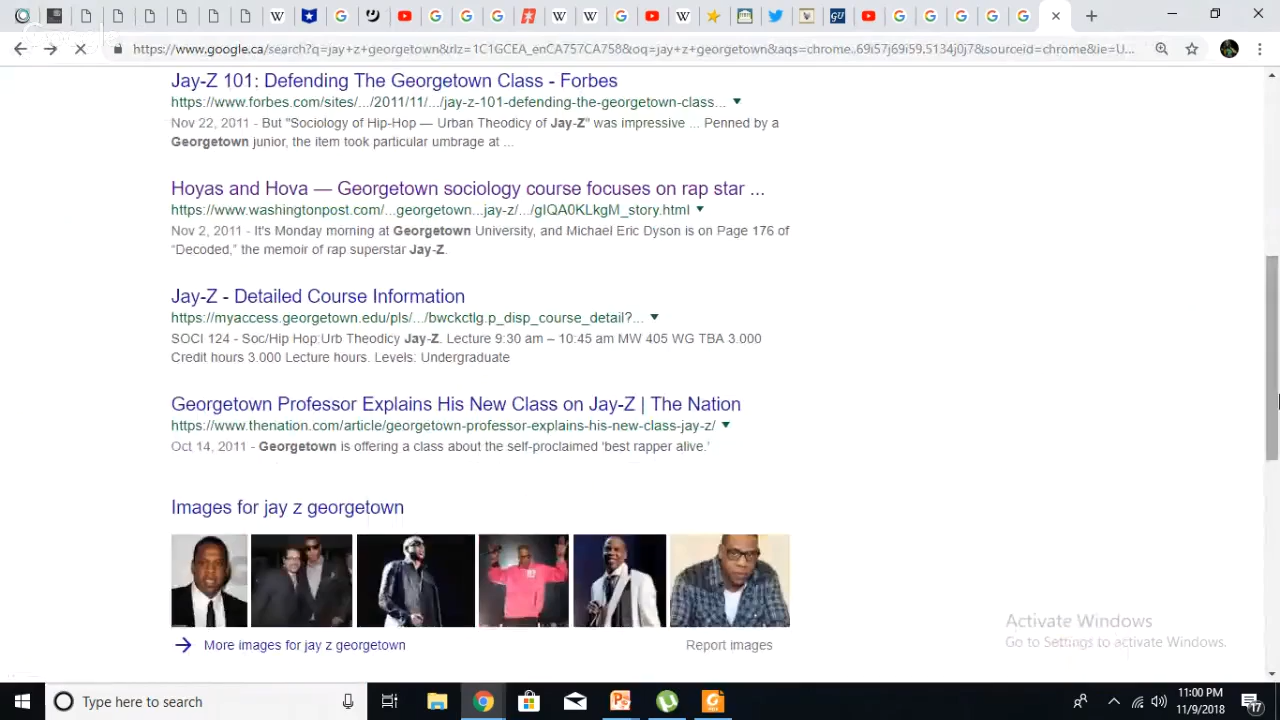 https://www.google.ca/search?q=jay+z+georgetown&rlz=1C1GCEA_enCA757CA758&oq=jay+z+georgetown&aqs=chrome..69i57j69i59.5134j0j7&sourceid=chrome&ie=U...
Jay-Z 101: Defending The Georgetown Class - Forbes
https://www.forbes.com/sites/.../2011/11/.../jay-z-101-defending-the-georgetown-class...
Nov 22, 2011 - But "Sociology of Hip-Hop — Urban Theodicy of Jay-Z" was impressive ... Penned by a
Georgetown junior, the item took particular umbrage at ...
Hoyas and Hova — Georgetown sociology course focuses on rap star ...
https://www.washingtonpost.com/...georgetown...jay-z/.../gIQA0KLkgM_story.html
Nov 2, 2011 - It's Monday morning at Georgetown University, and Michael Eric Dyson is on Page 176 of
“Decoded,” the memoir of rap superstar Jay-Z.
Jay-Z - Detailed Course Information
https://myaccess.georgetown.edu/pls/.../bwckctlg.p_disp_course_detail?...
SOCI 124 - Soc/Hip Hop:Urb Theodicy Jay-Z. Lecture 9:30 am – 10:45 am MW 405 WG TBA 3.000
Credit hours 3.000 Lecture hours. Levels: Undergraduate
Georgetown Professor Explains His New Class on Jay-Z | The Nation
https://www.thenation.com/article/georgetown-professor-explains-his-new-class-jay-z/
Oct 14, 2011 - Georgetown is offering a class about the self-proclaimed 'best rapper alive.'
Images for jay z georgetown
More images for jay z georgetown
Report images
Activate Windows
Go to Settings to activate Windows.
Type here to search
11:00 PM
11/9/2018
17